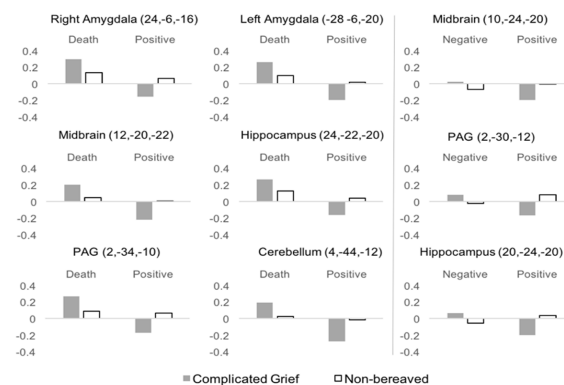 Right Amygdala (24,-6,-16) Left Amygdala (-28 -6,-20) Midbrain (10,-24,-20)
Death Positive Death Positive Negative Positive
0.4 0.4 0.4
0.2 0.2 0.2
0 0 0
-0.2 -0.2 -0.2
-0.4 -0.4 -0.4
Midbrain (12,-20,-22) Hippocampus (24,-22,-20) PAG (2,-30,-12)
Death Positive Death Positive Negative Positive
0.4 0.4 0.4
0.2 0.2 0.2
0 0 0
-0.2 -0.2 -0.2
-0.4 -0.4 -0.4
PAG (2,-34,-10) Cerebellum (4,-44,-12) Hippocampus (20,-24,-20)
Death Positive Death Positive Negative Positive
0.4 0.4 0.4
0.2 0.2 0.2
0 0 0
-0.2 -0.2 -0.2
-0.4 -0.4 -0.4
Complicated Grief Non-bereaved